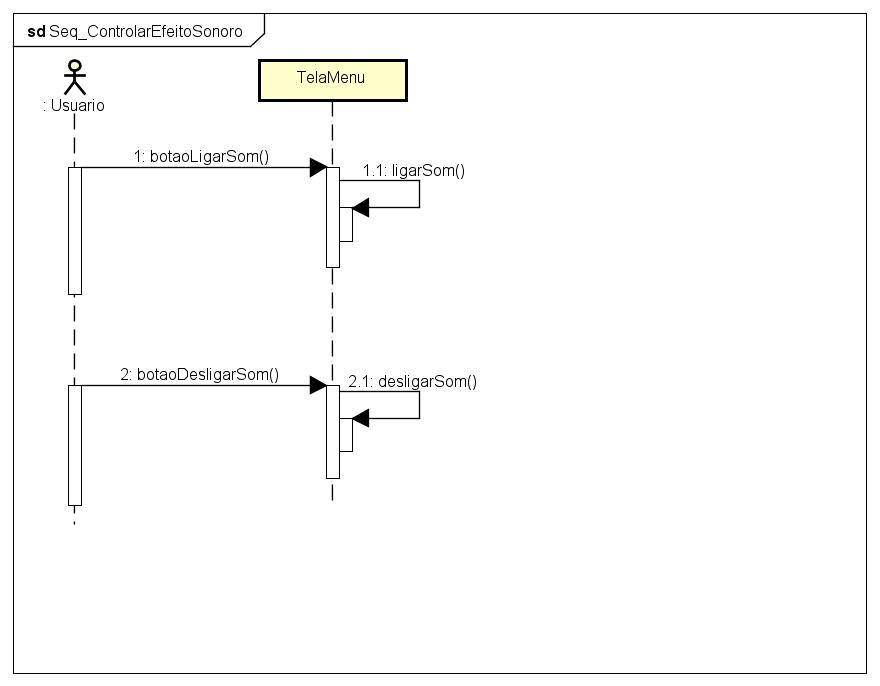 sd Seq_ControlarEfeitoSonoro
: Usuario
TelaMenu
1: botaoLigarSom()
1.1: ligarSom()
2: botaoDesligarSom()
2.1: desligarSom()